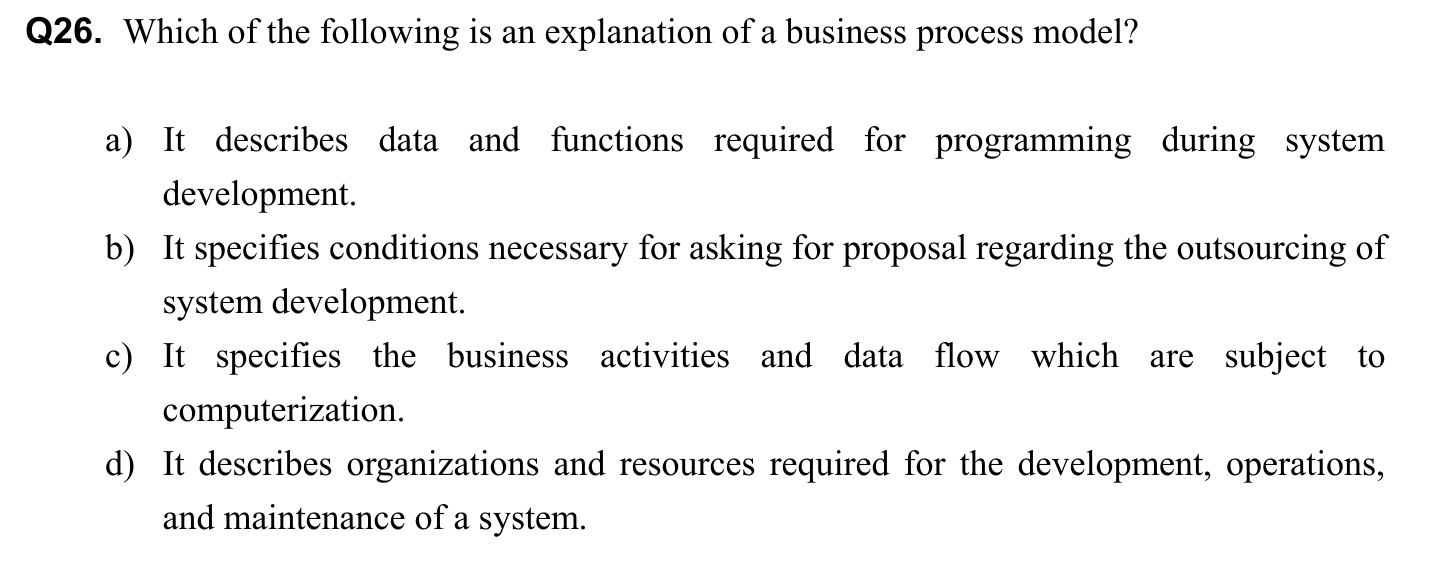 Q26. Which of the following is an explanation of a business process model?
a) It describes data and functions required for programming during system
development.
b) It specifies conditions necessary for asking for proposal regarding the outsourcing of
system development.
c) It specifies the business activities and data flow which are subject to
computerization.
d) It describes organizations and resources required for the development, operations,
and maintenance of a system.